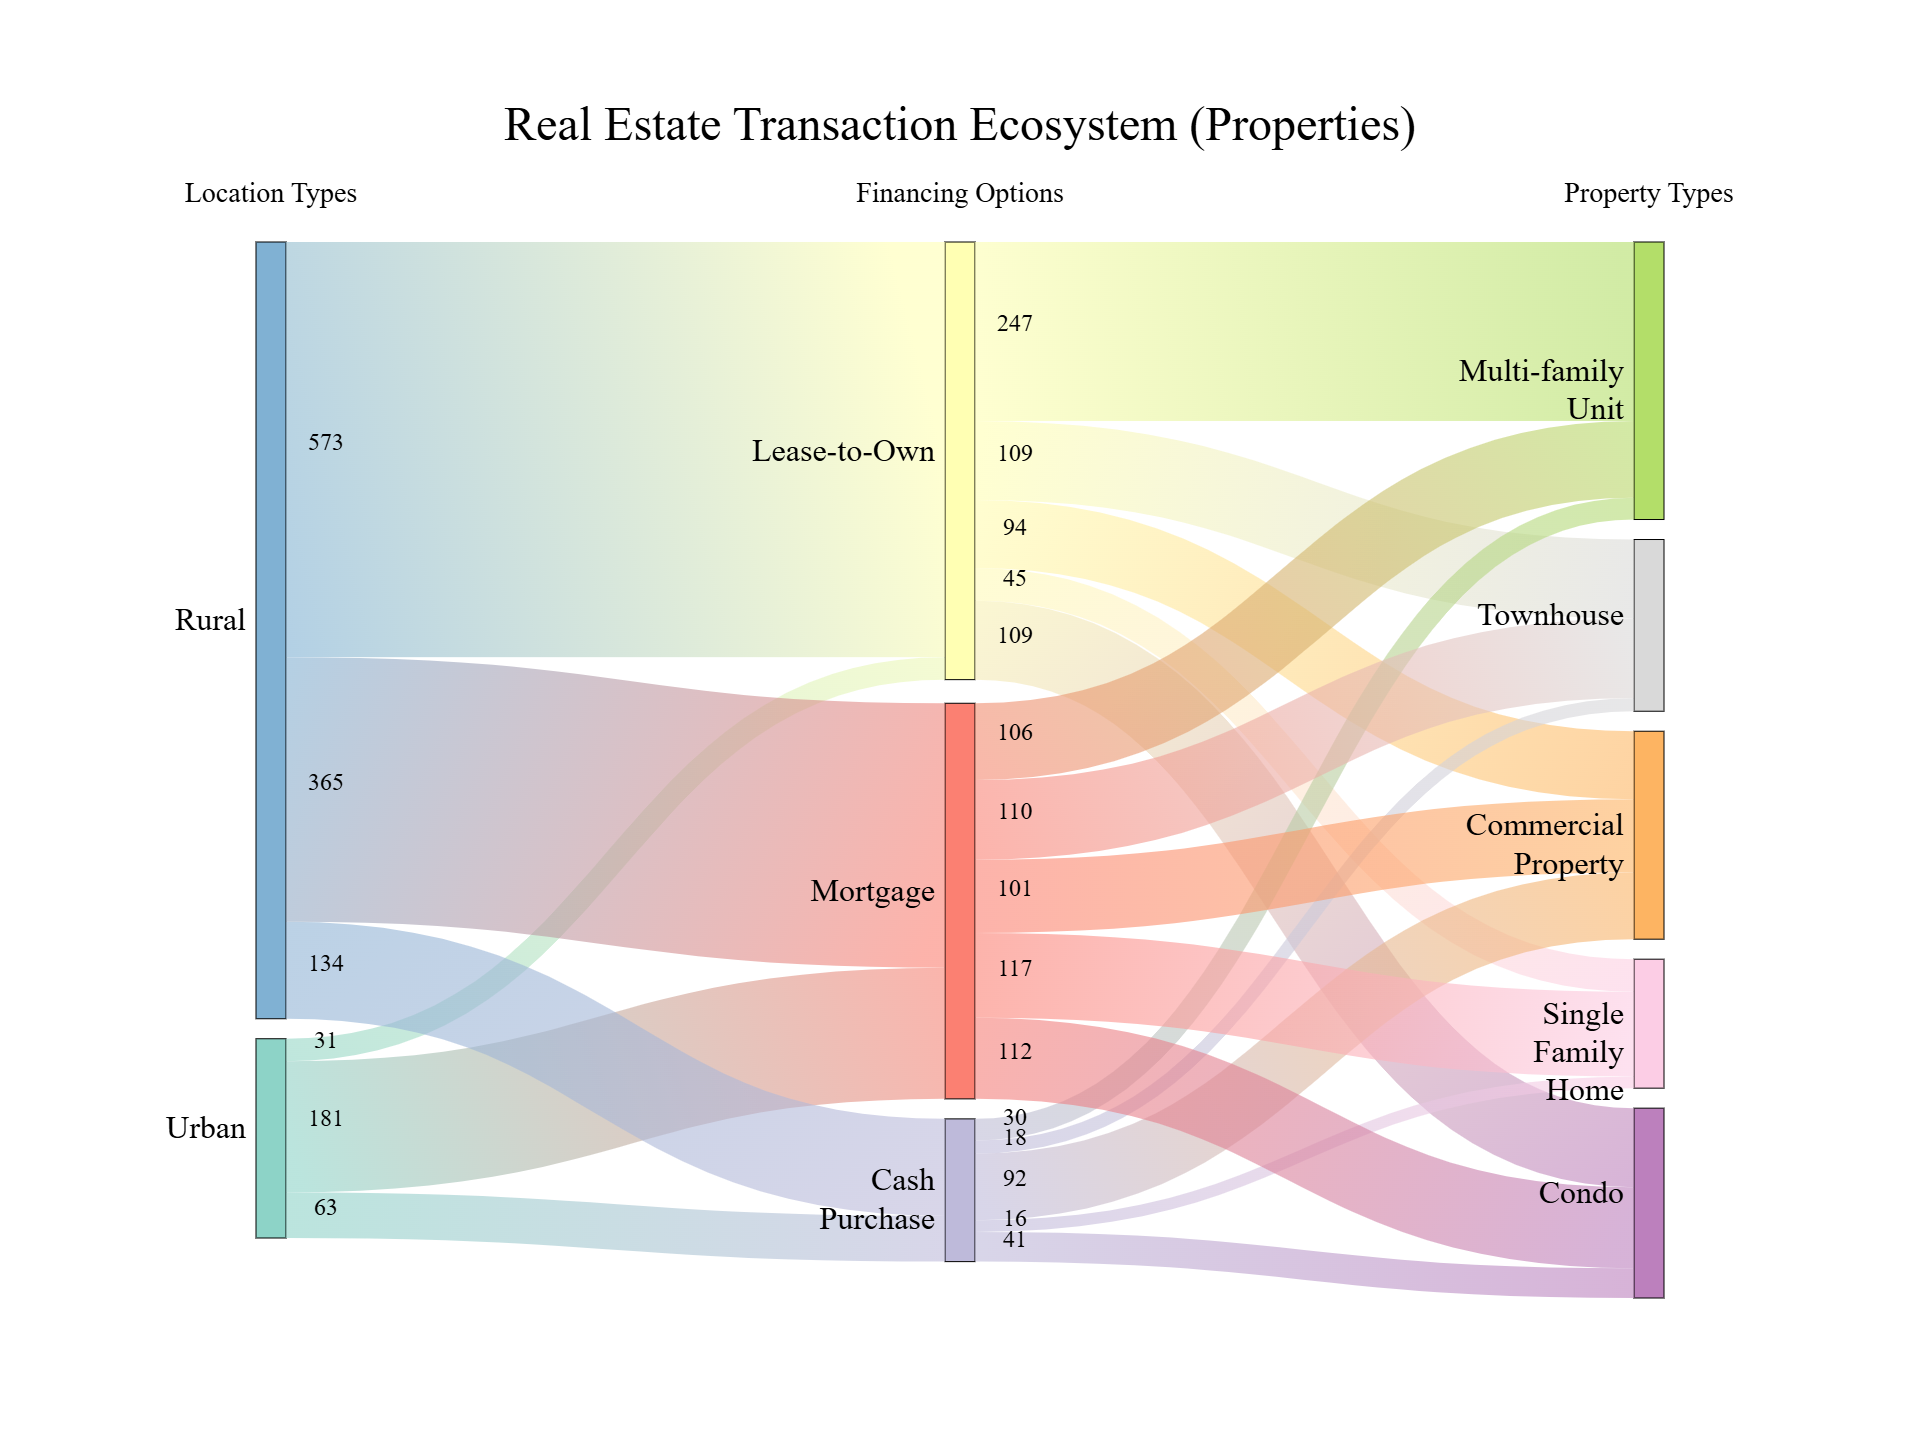 Real Estate Transaction Ecosystem (Properties)
Location Types
Financing Options
Property Types
Rural
Urban
573
365
134
31
181
63
Lease-to-Own
Mortgage
Cash
Purchase
247
109
94
45
109
106
110
101
117
112
30
18
92
16
41
Multi-family
Unit
Townhouse
Commercial
Property
Single
Family
Home
Condo